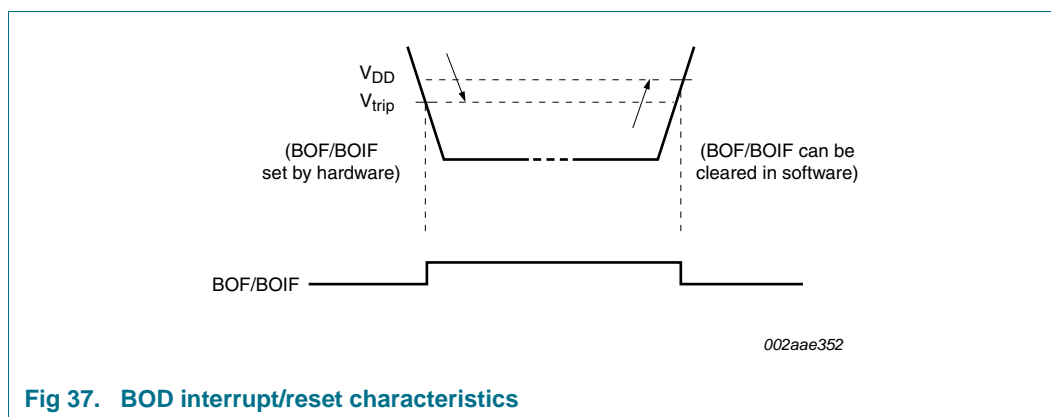 VDD
Vtrip
(BOF/BOIF
set by hardware)
(BOF/BOIF can be
cleared in software)
BOF/BOIF
002aae352
Fig 37. BOD interrupt/reset characteristics